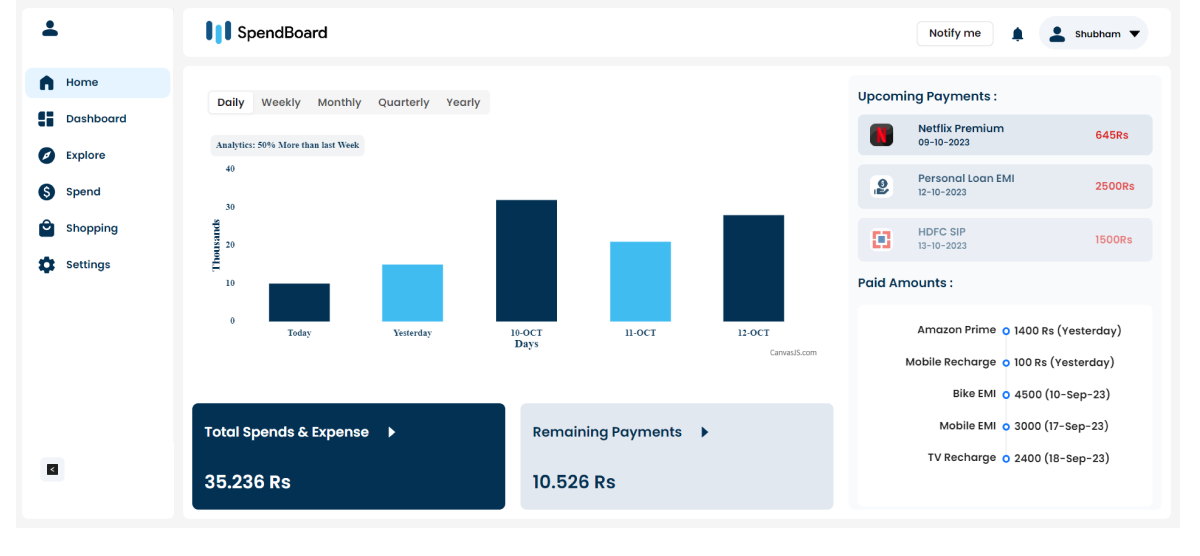 SpendBoard
Notify me
Shubham
Home
Dashboard
Explore
Spend
Shopping
Settings
Daily Weekly Monthly Quarterly Yearly
Analytics: 50% More than last Week
Thousands
40
30
20
10
0
Today Yesterday 10-OCT 11-OCT 12-OCT
Days
CanvasJS.com
Total Spends & Expense
35.236 Rs
Remaining Payments
10.526 Rs
Upcoming Payments :
Netflix Premium
645Rs
09-10-2023
Personal Loan EMI
2500Rs
12-10-2023
HDFC SIP
1500Rs
13-10-2023
Paid Amounts :
Amazon Prime 1400 Rs (Yesterday)
Mobile Recharge 100 Rs (Yesterday)
Bike EMI 4500 (10-Sep-23)
Mobile EMI 3000 (17-Sep-23)
TV Recharge 2400 (18-Sep-23)